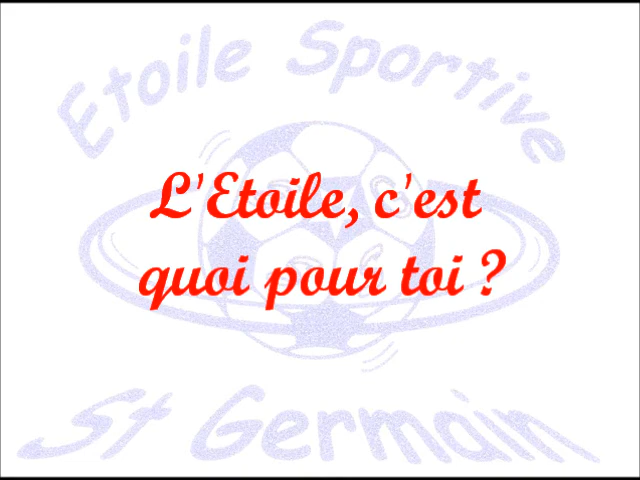 Etoile Sportive
L'Etoile, c'est
quoi pour toi ?
St Germain